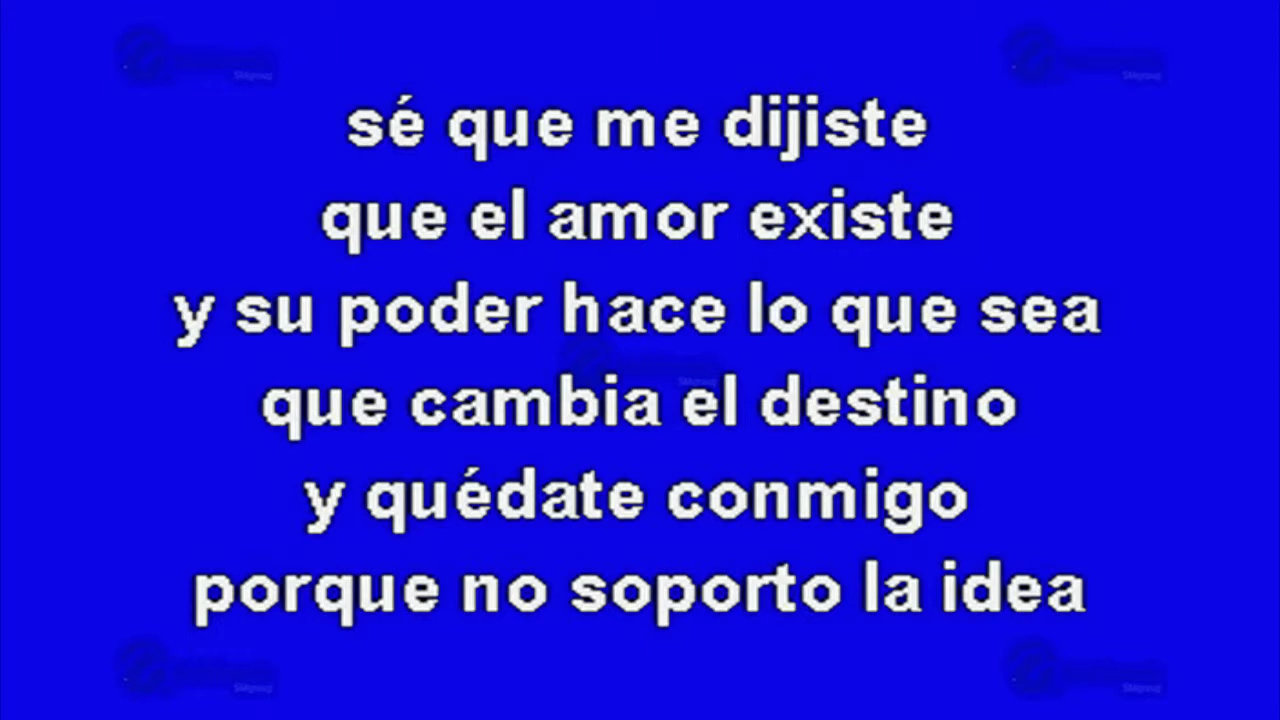 sé que me dijiste
que el amor existe
y su poder hace lo que sea
que cambia el destino
y quédate conmigo
porque no soporto la idea